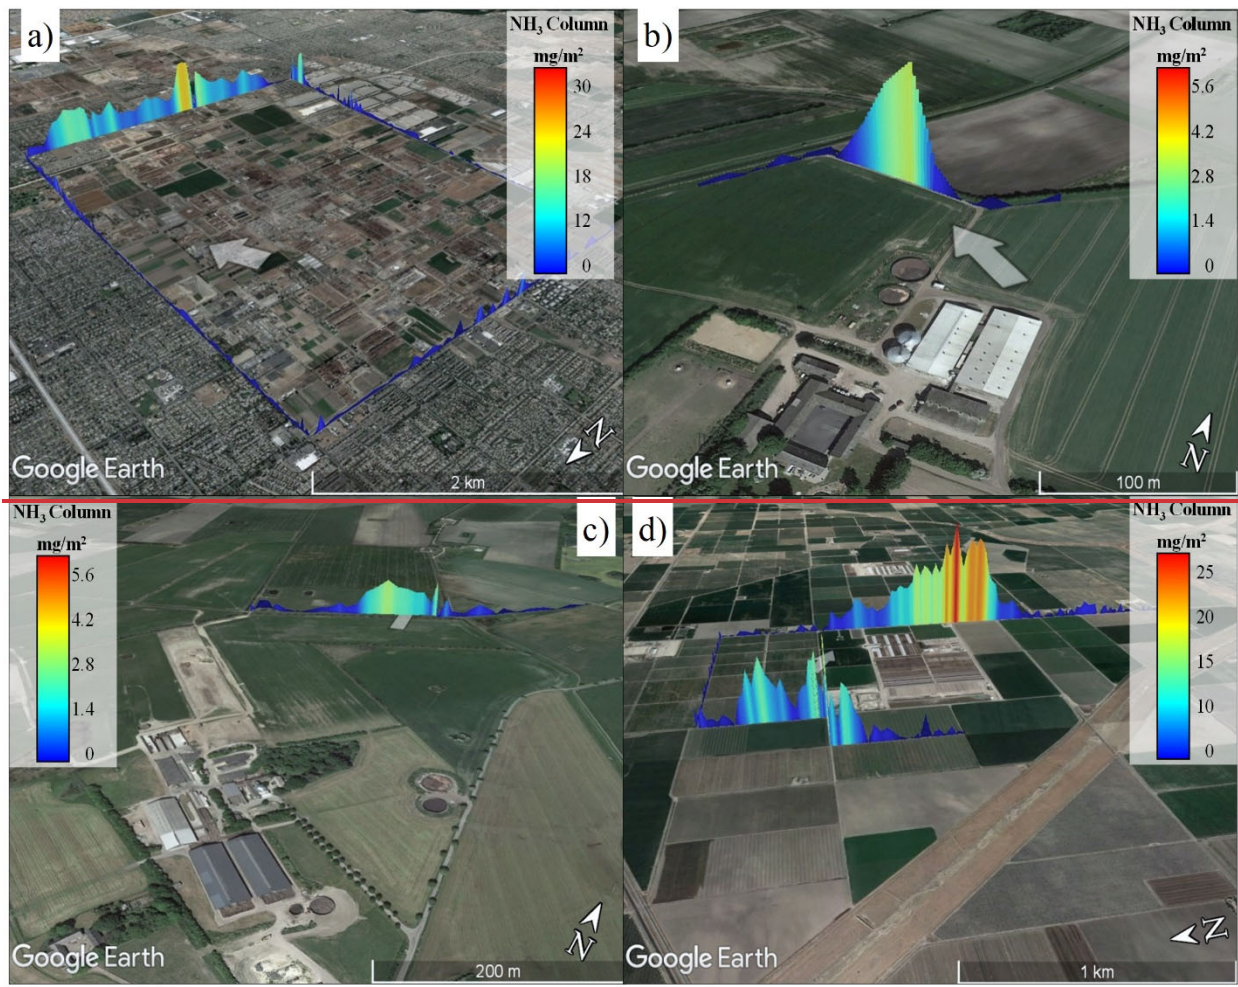 a)
NH₃ Column
mg/m²
30
24
18
12
0
N
Google Earth
2 km
b)
NH₃ Column
mg/m²
5.6
4.2
2.8
1.4
0
N
Google Earth
100 m
c)
NH₃ Column
mg/m²
5.6
4.2
2.8
1.4
0
N
Google Earth
200 m
d)
NH₃ Column
mg/m²
25
20
15
10
0
N
Google Earth
1 km